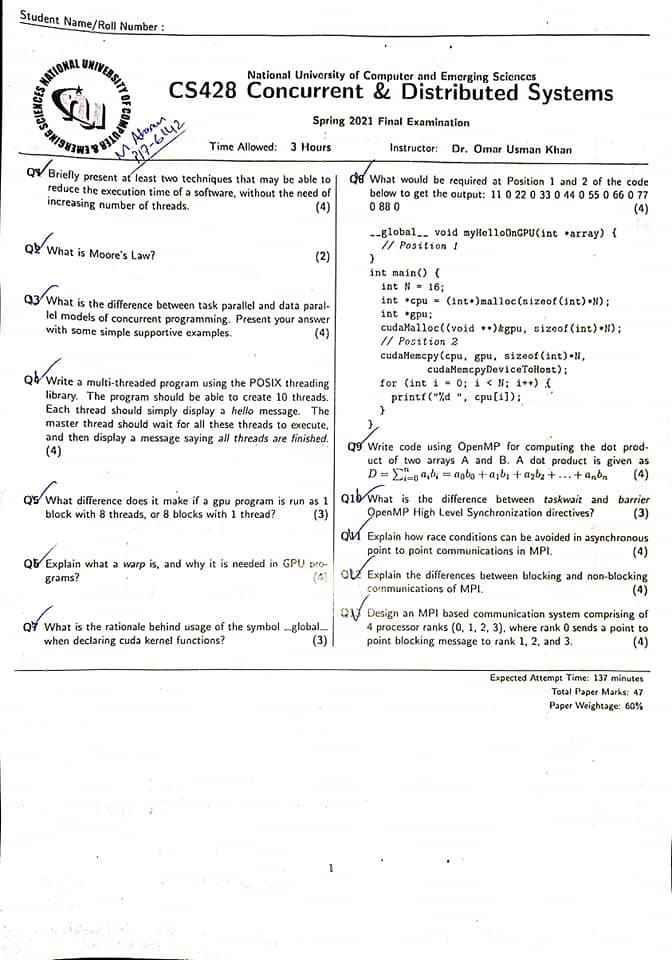 Student Name/Roll Number :
NATIONAL UNIVERSITY OF COMPUTER & EMERGING SCIENCES
National University of Computer and Emerging Sciences
CS428 Concurrent & Distributed Systems
Spring 2021 Final Examination
Time Allowed: 3 Hours
Instructor: Dr. Omar Usman Khan
Q1 Briefly present at least two techniques that may be able to
reduce the execution time of a software, without the need of
increasing number of threads. (4)
Q2 What is Moore's Law? (2)
Q3 What is the difference between task parallel and data paral-
lel models of concurrent programming. Present your answer
with some simple supportive examples. (4)
Q4 Write a multi-threaded program using the POSIX threading
library. The program should be able to create 10 threads.
Each thread should simply display a hello message. The
master thread should wait for all these threads to execute,
and then display a message saying all threads are finished.
(4)
Q5 What difference does it make if a gpu program is run as 1
block with 8 threads, or 8 blocks with 1 thread? (3)
Q6 Explain what a warp is, and why it is needed in GPU pro-
grams? (4)
Q7 What is the rationale behind usage of the symbol __global__
when declaring cuda kernel functions? (3)
Q8 What would be required at Position 1 and 2 of the code
below to get the output: 11 0 22 0 33 0 44 0 55 0 66 0 77
0 88 0 (4)
__global__ void myHelloOnGPU(int *array) {
// Position 1
}
int main() {
int N = 16;
int *cpu = (int*)malloc(sizeof(int)*N);
int *gpu;
cudaMalloc((void **)&gpu, sizeof(int)*N);
// Position 2
cudaMemcpy(cpu, gpu, sizeof(int)*N,
cudaMemcpyDeviceToHost);
for (int i = 0; i < N; i++) {
printf("%d ", cpu[i]);
}
}
Q9 Write code using OpenMP for computing the dot prod-
uct of two arrays A and B. A dot product is given as
D = ∑ⁿᵢ₌₀ aᵢbᵢ = a₀b₀ + a₁b₁ + a₂b₂ + ... + aₙbₙ (4)
Q10 What is the difference between taskwait and barrier
OpenMP High Level Synchronization directives? (3)
Q11 Explain how race conditions can be avoided in asynchronous
point to point communications in MPI. (4)
Q12 Explain the differences between blocking and non-blocking
communications of MPI. (4)
Q13 Design an MPI based communication system comprising of
4 processor ranks (0, 1, 2, 3), where rank 0 sends a point to
point blocking message to rank 1, 2, and 3. (4)
Expected Attempt Time: 137 minutes
Total Paper Marks: 47
Paper Weightage: 60%
1